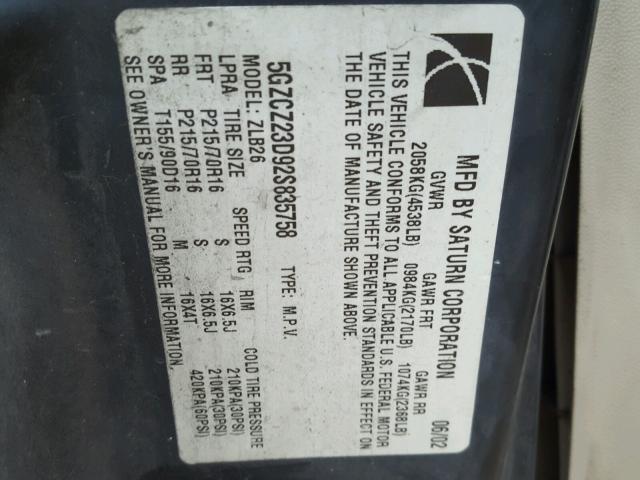 MFD BY SATURN CORPORATION 06/02
GVWR GAWR FRT GAWR RR
2058KG(4538LB) 0984KG(2170LB) 1074KG(2368LB)
THIS VEHICLE CONFORMS TO ALL APPLICABLE U.S. FEDERAL MOTOR
VEHICLE SAFETY AND THEFT PREVENTION STANDARDS IN EFFECT ON
THE DATE OF MANUFACTURE SHOWN ABOVE.
5GZCZ23D92S835758 TYPE: M.P.V.
MODEL: ZLB26
LPRA TIRE SIZE SPEED RTG RIM COLD TIRE PRESSURE
FRT P215/70R16 S 16X6.5J 210KPA(30PSI)
RR P215/70R16 S 16X6.5J 210KPA(30PSI)
SPA T155/90D16 M 16X4T 420KPA(60PSI)
SEE OWNER'S MANUAL FOR MORE INFORMATION.